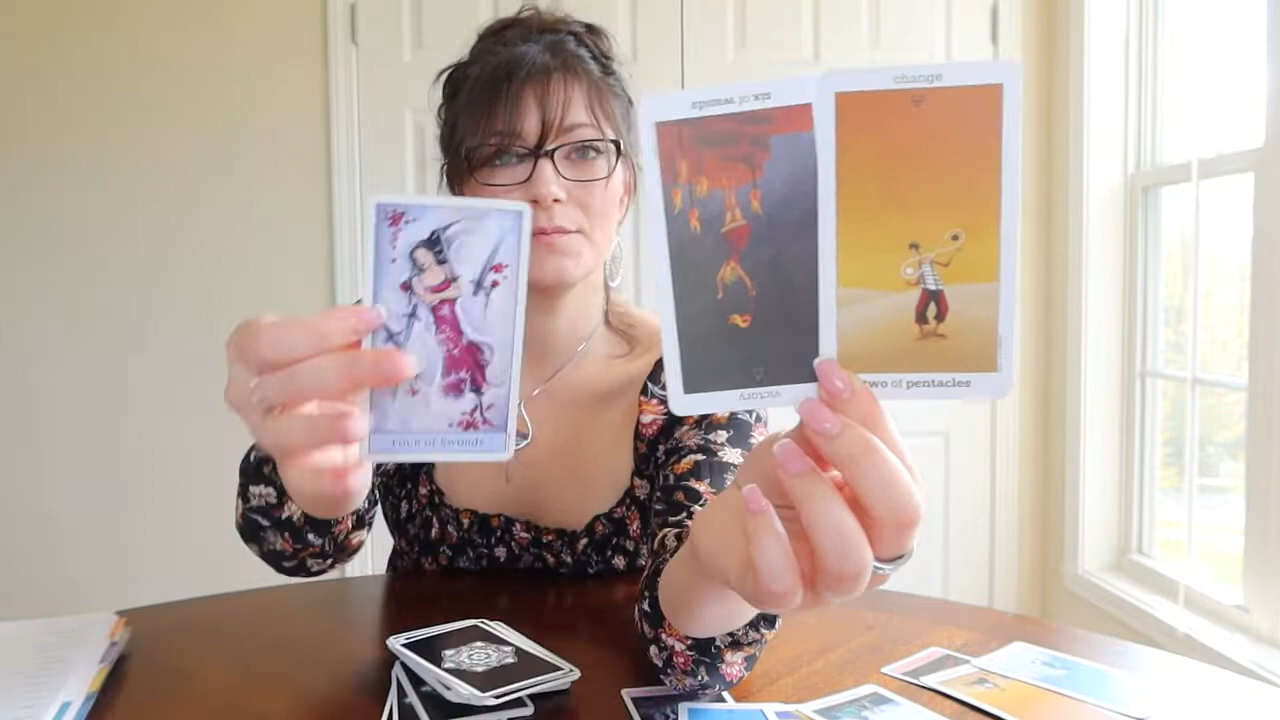 Four of Swords
six of wands
victory
change
two of pentacles